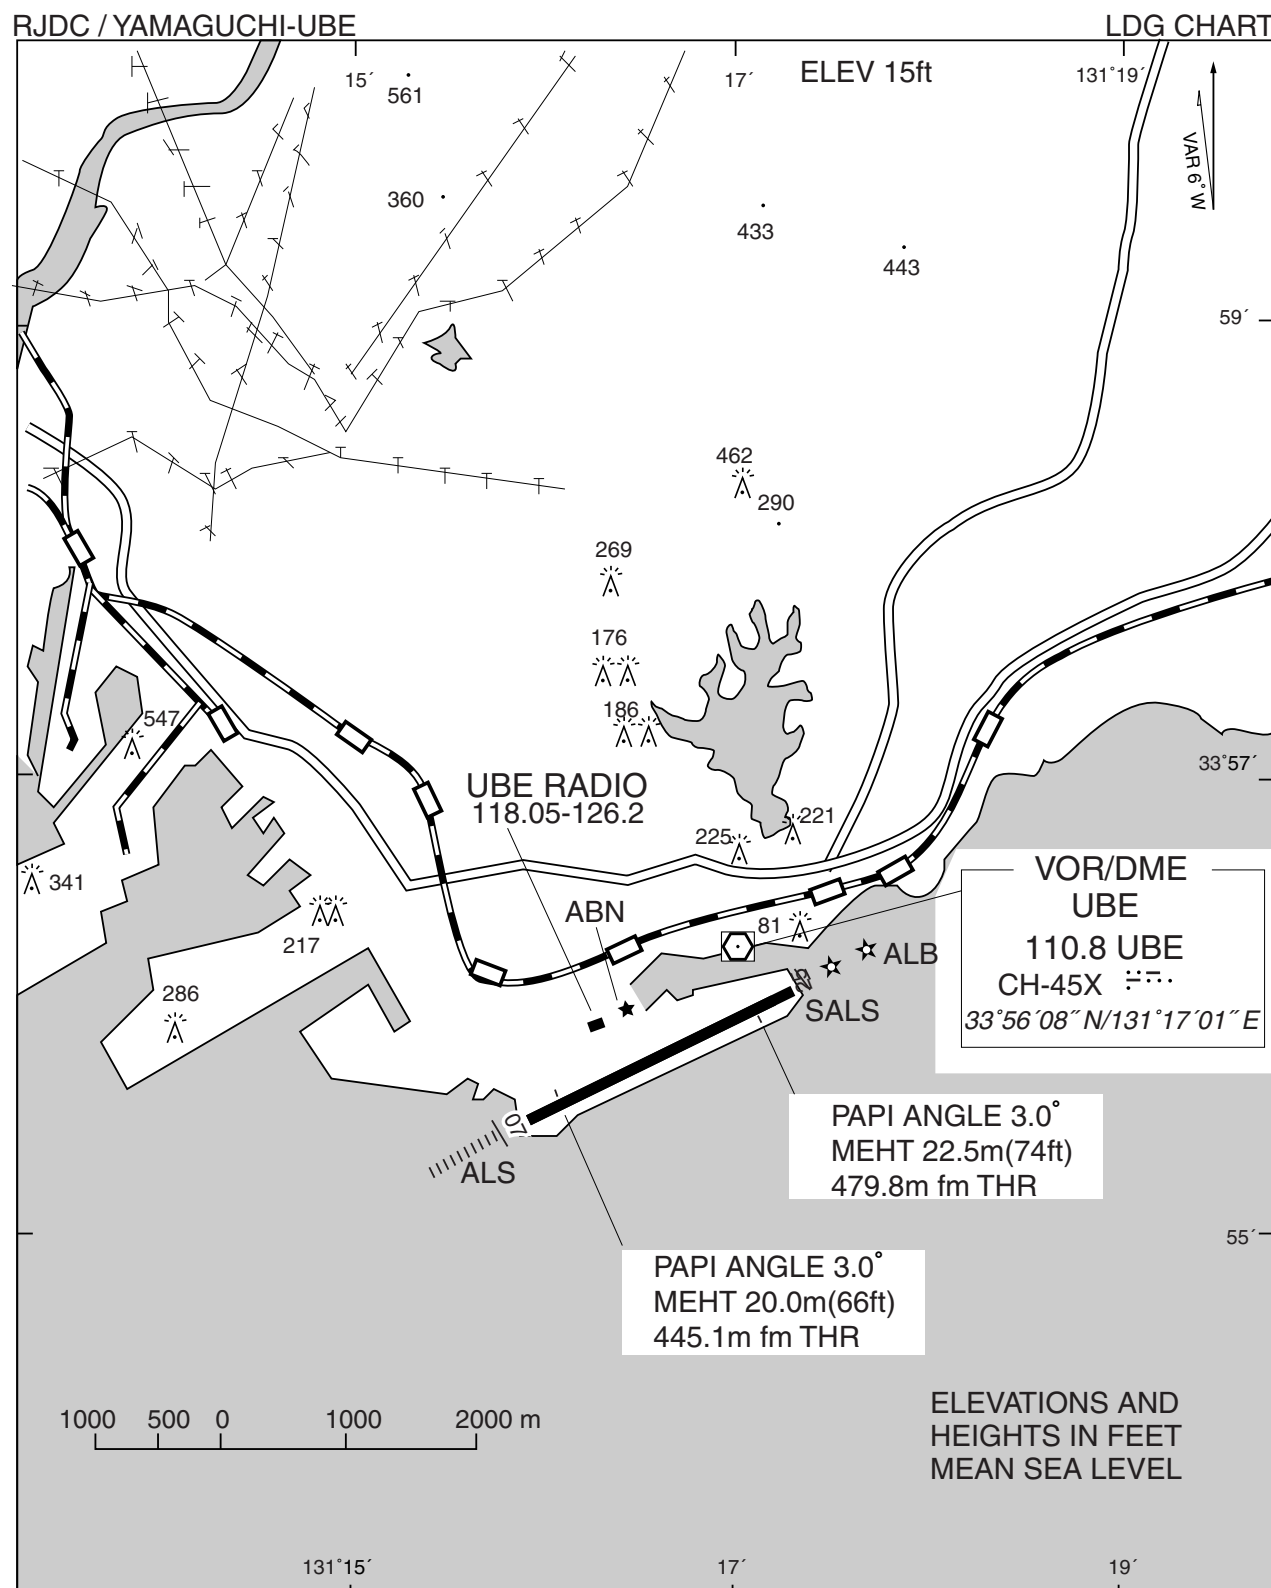 RJDC / YAMAGUCHI-UBE
LDG CHART
15´
17´
ELEV 15ft
131°19´
561
VAR 6°W
360
433
443
59´
462
290
269
176
186
547
33°57´
UBE RADIO
118.05-126.2
225
221
341
VOR/DME
UBE
110.8 UBE
CH-45X
33°56´08˝N/131°17´01˝E
ABN
81
217
ALB
286
25
SALS
07
ALS
PAPI ANGLE 3.0°
MEHT 22.5m(74ft)
479.8m fm THR
55´
PAPI ANGLE 3.0°
MEHT 20.0m(66ft)
445.1m fm THR
1000 500 0 1000 2000 m
ELEVATIONS AND
HEIGHTS IN FEET
MEAN SEA LEVEL
131°15´
17´
19´